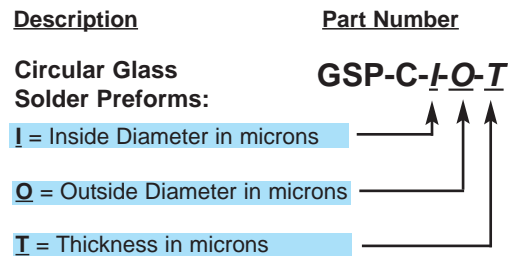 Description Part Number
Circular Glass GSP-C-I-O-T
Solder Preforms:
I = Inside Diameter in microns
O = Outside Diameter in microns
T = Thickness in microns